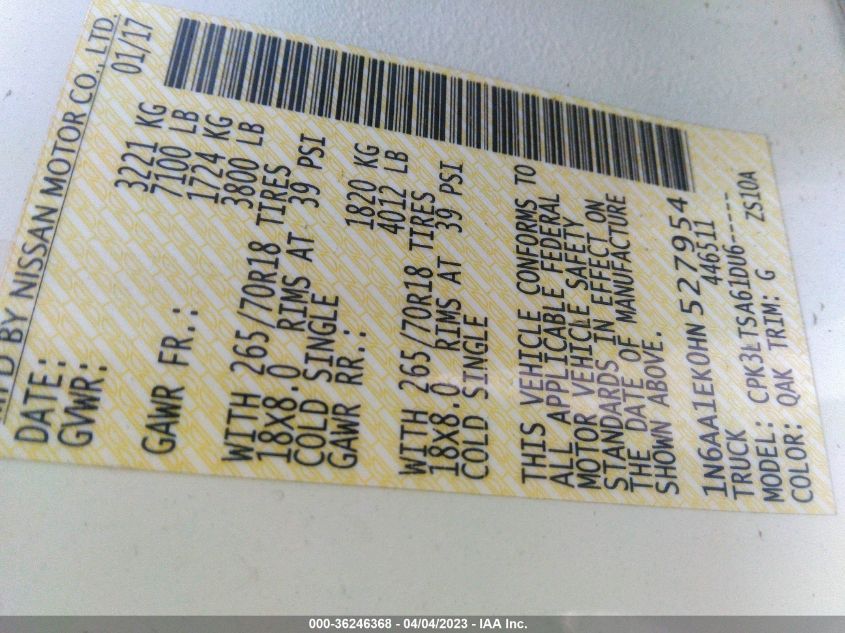 BY NISSAN MOTOR CO., LTD.
DATE: 01/17
GVWR: 3221 KG
7100 LB
GAWR FR.: 1724 KG
3800 LB
WITH 265/70R18 TIRES
18X8.0 RIMS AT 39 PSI
COLD SINGLE
GAWR RR.: 1820 KG
4012 LB
WITH 265/70R18 TIRES
18X8.0 RIMS AT 39 PSI
COLD SINGLE
THIS VEHICLE CONFORMS TO
ALL APPLICABLE FEDERAL
MOTOR VEHICLE SAFETY
STANDARDS IN EFFECT ON
THE DATE OF MANUFACTURE
SHOWN ABOVE.
1N6AA1EK0HN527954
TRUCK 446511
MODEL: CPK3LTSA61DU6-----
COLOR: QAK TRIM: G ZS10A
000-36246368 - 04/04/2023 - IAA Inc.